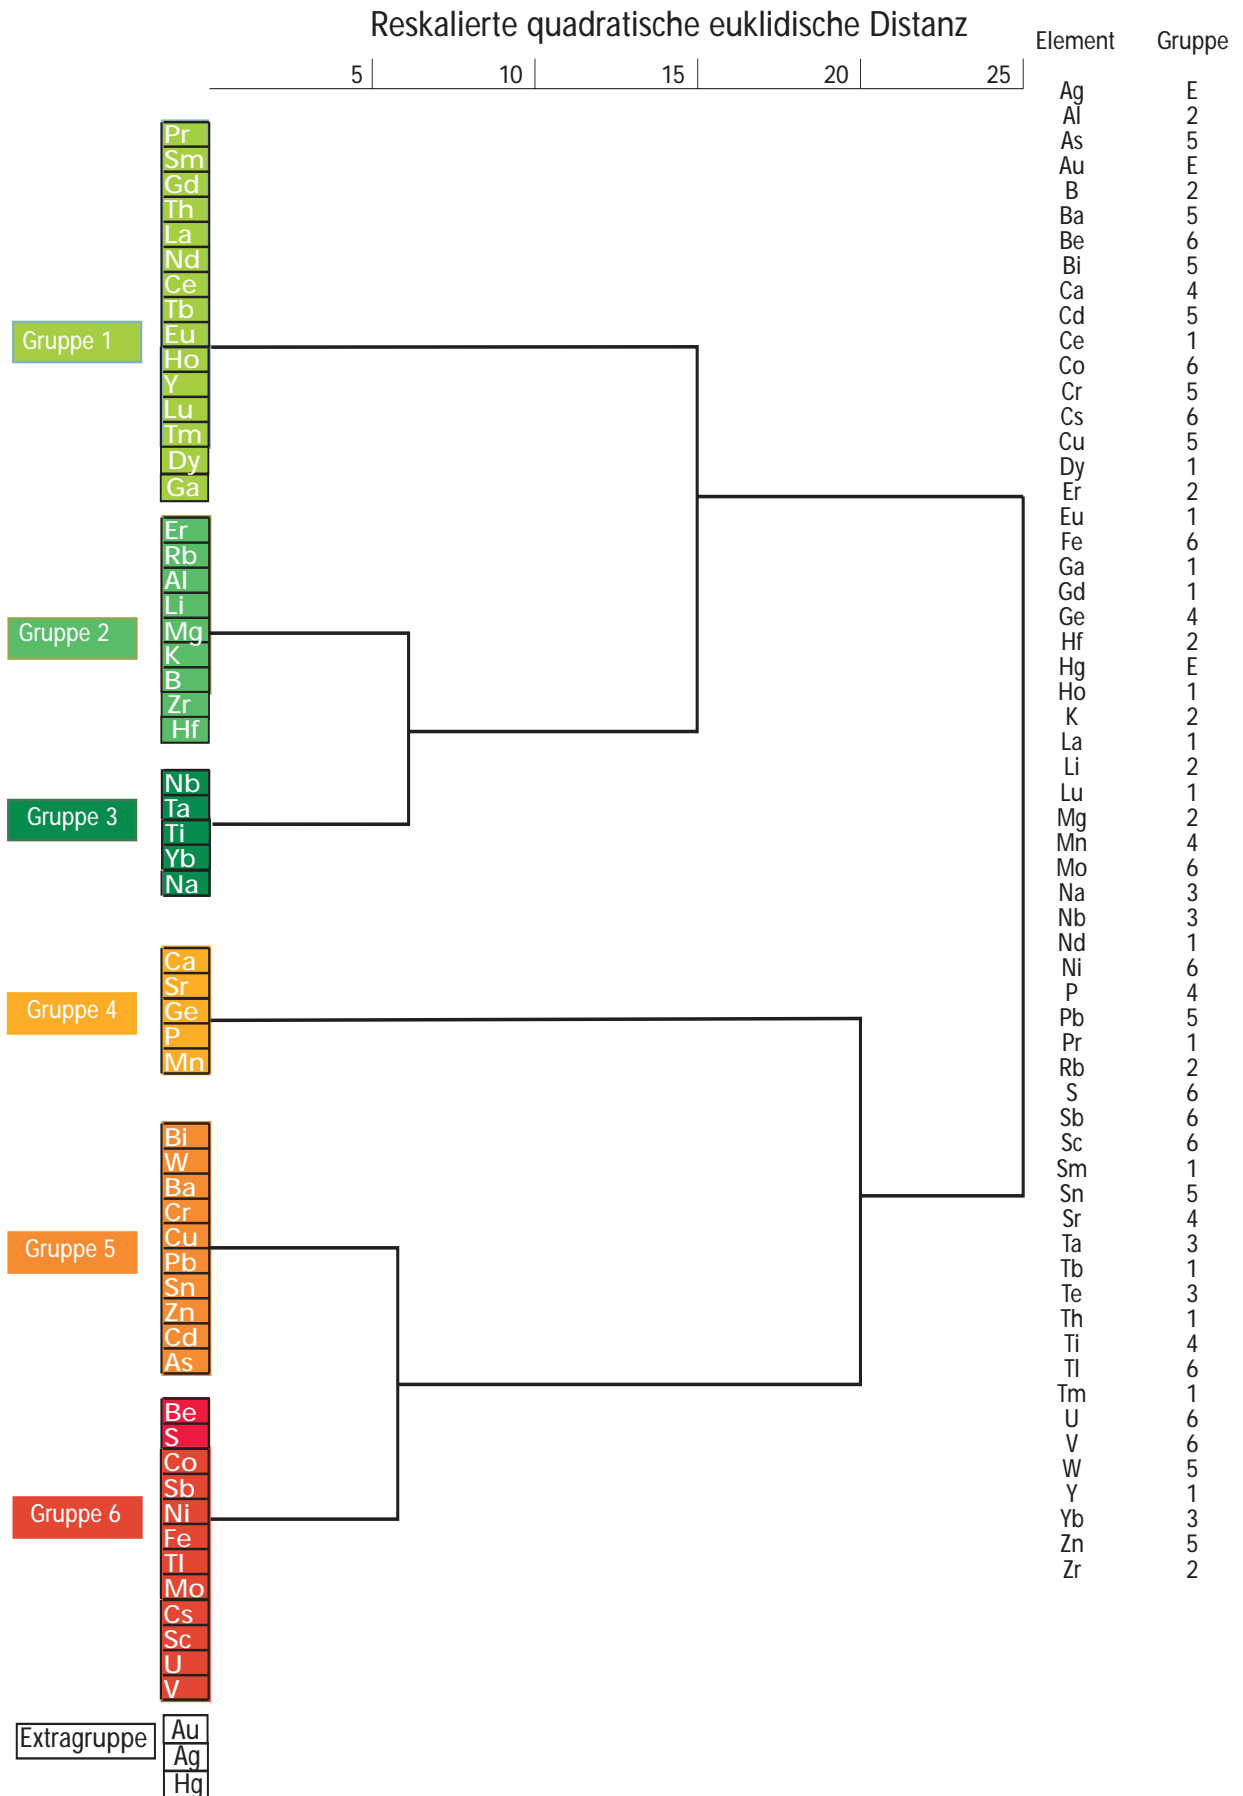 Reskalierte quadratische euklidische Distanz
5 10 15 20 25
Gruppe 1
Pr
Sm
Gd
Th
La
Nd
Ce
Tb
Eu
Ho
Y
Lu
Tm
Dy
Ga
Gruppe 2
Er
Rb
Al
Li
Mg
K
B
Zr
Hf
Gruppe 3
Nb
Ta
Ti
Yb
Na
Gruppe 4
Ca
Sr
Ge
P
Mn
Gruppe 5
Bi
W
Ba
Cr
Cu
Pb
Sn
Zn
Cd
As
Gruppe 6
Be
S
Co
Sb
Ni
Fe
Tl
Mo
Cs
Sc
U
V
Extragruppe
Au
Ag
Hg
Element Gruppe
Ag E
Al 2
As 5
Au E
B 2
Ba 5
Be 6
Bi 5
Ca 4
Cd 5
Ce 1
Co 6
Cr 5
Cs 6
Cu 5
Dy 1
Er 2
Eu 1
Fe 6
Ga 1
Gd 1
Ge 4
Hf 2
Hg E
Ho 1
K 2
La 1
Li 2
Lu 1
Mg 2
Mn 4
Mo 6
Na 3
Nb 3
Nd 1
Ni 6
P 4
Pb 5
Pr 1
Rb 2
S 6
Sb 6
Sc 6
Sm 1
Sn 5
Sr 4
Ta 3
Tb 1
Te 3
Th 1
Ti 4
Tl 6
Tm 1
U 6
V 6
W 5
Y 1
Yb 3
Zn 5
Zr 2